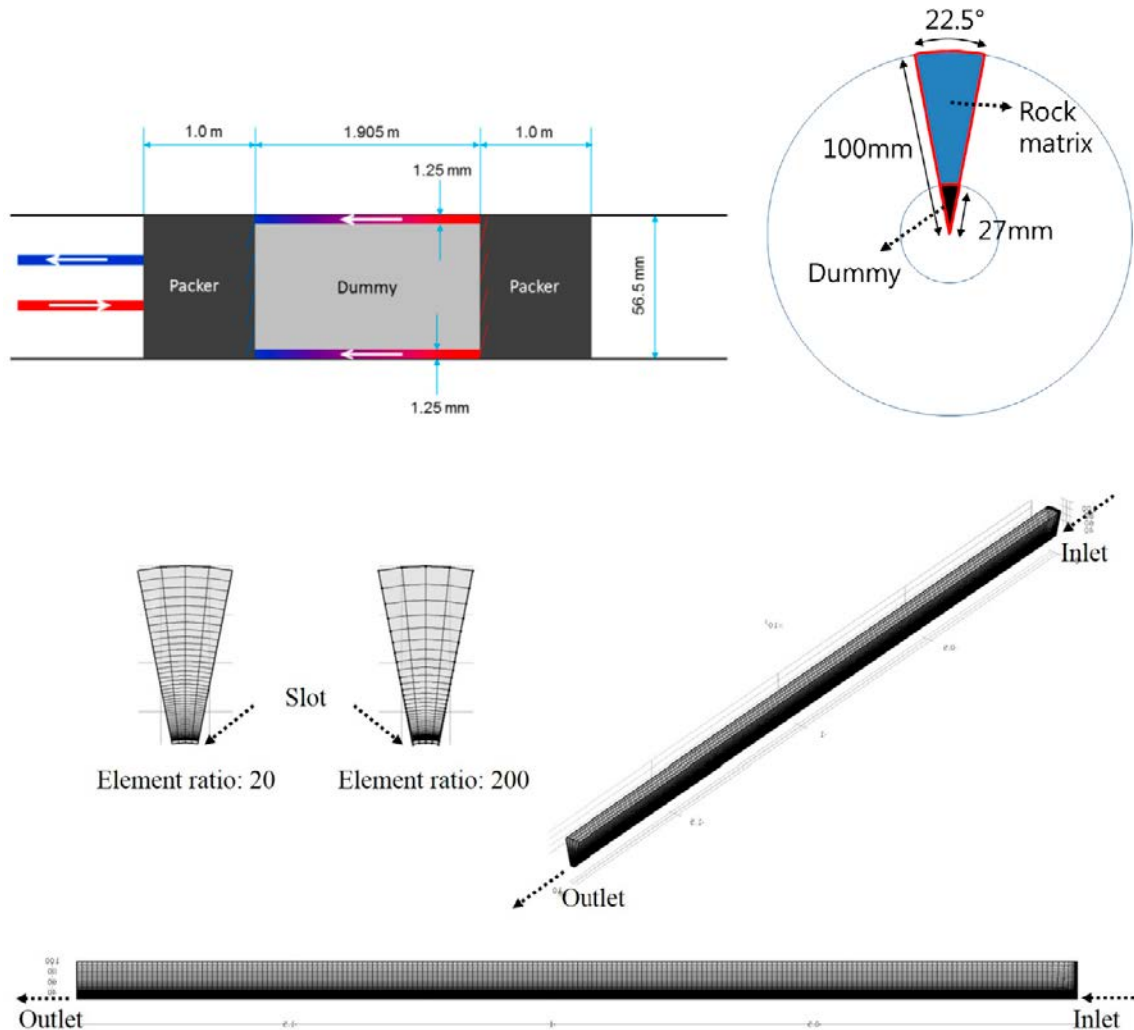 1.0 m
1.905 m
1.0 m
1.25 mm
Packer
Dummy
Packer
56.5 mm
1.25 mm
22.5°
Rock
matrix
100mm
27mm
Dummy
Slot
Element ratio: 20
Element ratio: 200
Inlet
Outlet
Outlet
Inlet